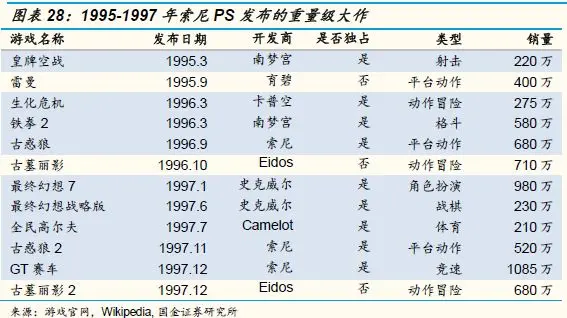 图表 28：1995-1997 年索尼 PS 发布的重量级大作
游戏名称 发布日期 开发商 是否独占 类型 销量
皇牌空战 1995.3 南梦宫 是 射击 220 万
雷曼 1995.9 育碧 否 平台动作 400 万
生化危机 1996.3 卡普空 是 动作冒险 275 万
铁拳 2 1996.3 南梦宫 是 格斗 580 万
古惑狼 1996.9 索尼 是 平台动作 680 万
古墓丽影 1996.10 Eidos 否 动作冒险 710 万
最终幻想 7 1997.1 史克威尔 是 角色扮演 980 万
最终幻想战略版 1997.6 史克威尔 是 战棋 230 万
全民高尔夫 1997.7 Camelot 是 体育 210 万
古惑狼 2 1997.11 索尼 是 平台动作 520 万
GT 赛车 1997.12 索尼 是 竞速 1085 万
古墓丽影 2 1997.12 Eidos 否 动作冒险 680 万
来源：游戏官网，Wikipedia, 国金证券研究所